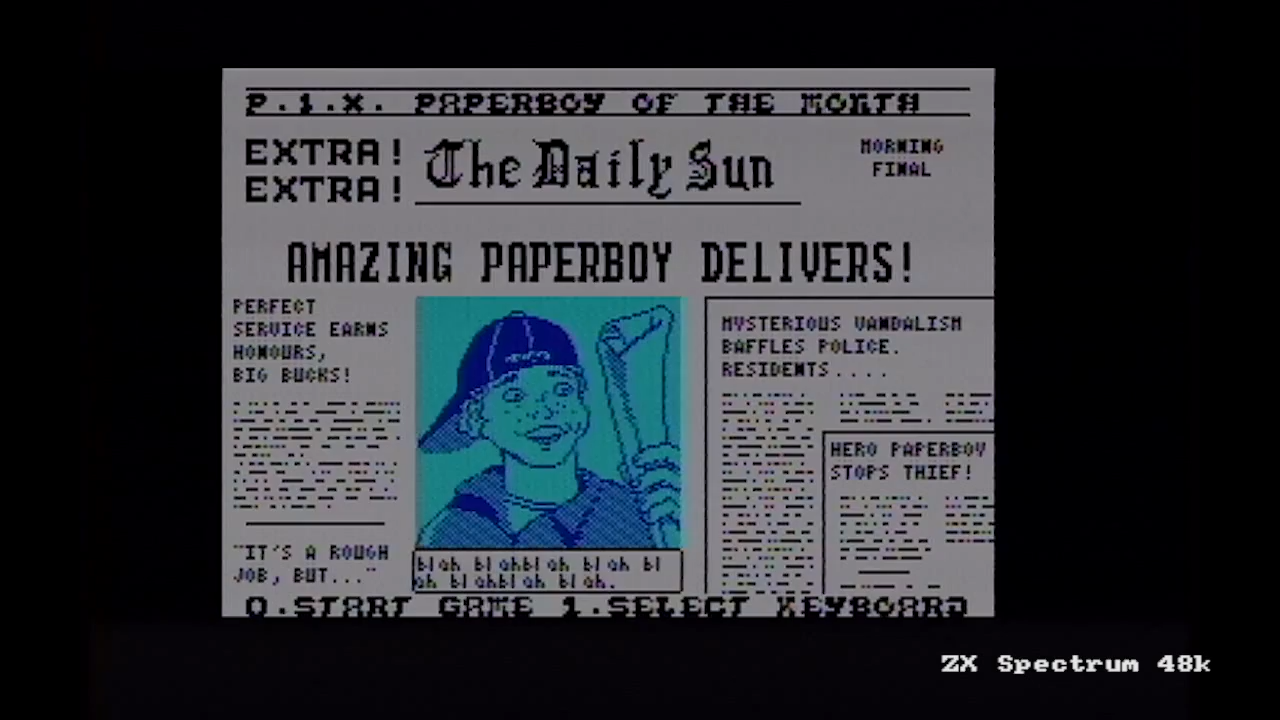 P.i.X. PAPERBOY OF THE MONTH
EXTRA!
EXTRA!
The Daily Sun
MORNING
FINAL
AMAZING PAPERBOY DELIVERS!
PERFECT
SERVICE EARNS
HONOURS,
BIG BUCKS!
"IT'S A ROUGH
JOB, BUT..."
blah blahblah blah bl
ah blahblah blah.
MYSTERIOUS VANDALISM
BAFFLES POLICE.
RESIDENTS....
HERO PAPERBOY
STOPS THIEF!
0.START GAME 1.SELECT KEYBOARD
ZX Spectrum 48k